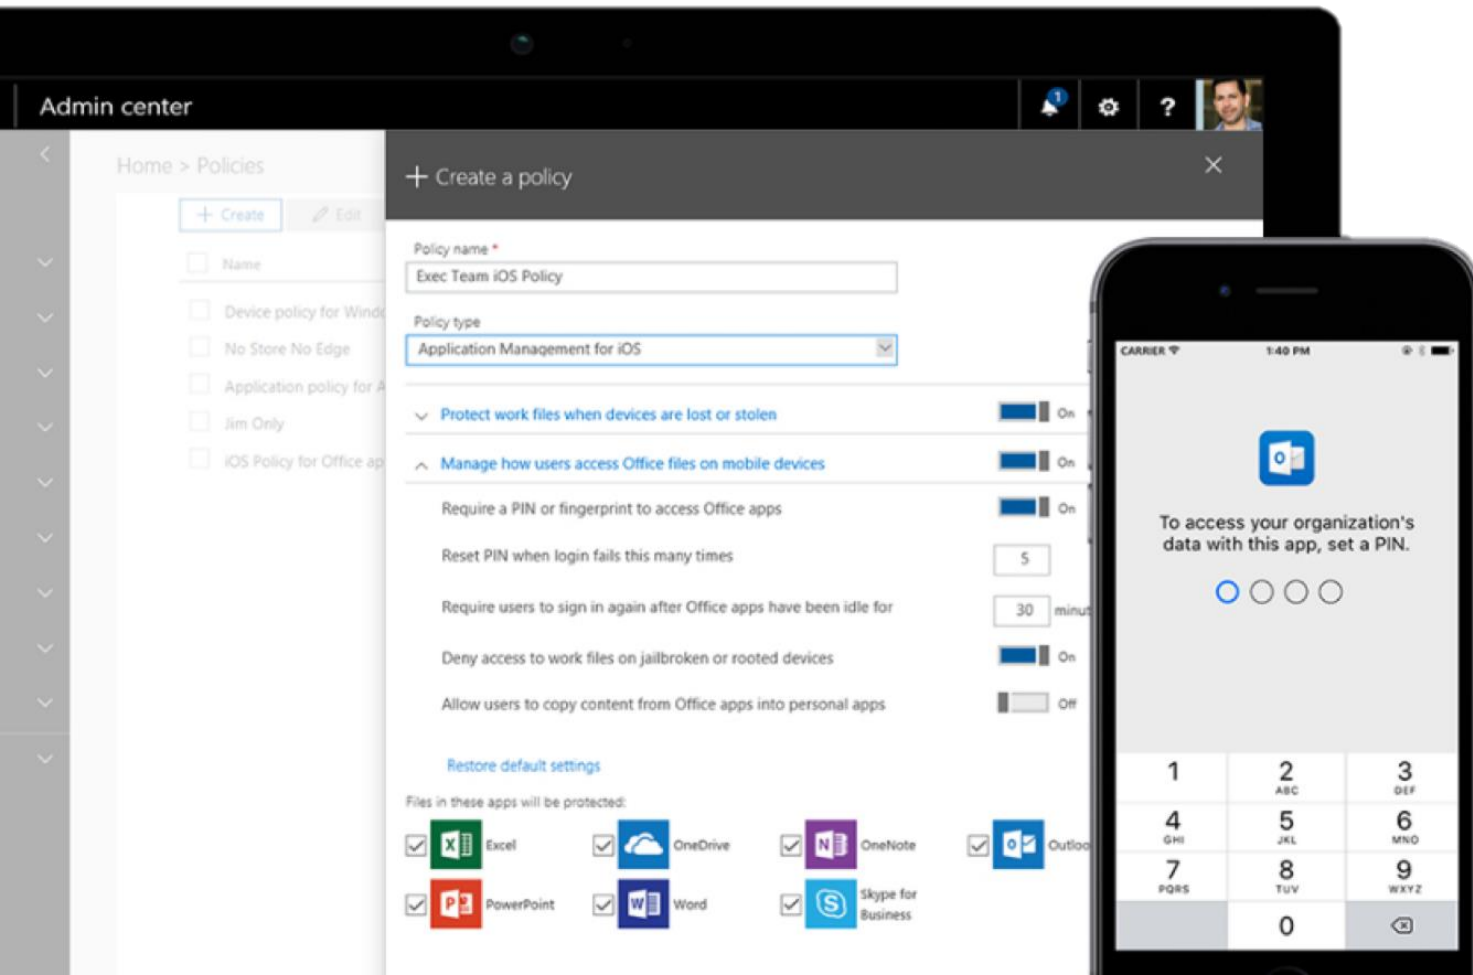 Admin center
1
?
Home > Policies
+ Create
Edit
Name
Device policy for Windo
No Store No Edge
Application policy for A
Jim Only
iOS Policy for Office ap
+ Create a policy
Policy name *
Exec Team iOS Policy
Policy type
Application Management for iOS
Protect work files when devices are lost or stolen
On
Manage how users access Office files on mobile devices
On
Require a PIN or fingerprint to access Office apps
On
Reset PIN when login fails this many times
5
Require users to sign in again after Office apps have been idle for
30 minut
Deny access to work files on jailbroken or rooted devices
On
Allow users to copy content from Office apps into personal apps
Off
Restore default settings
Files in these apps will be protected:
Excel
OneDrive
OneNote
Outloo
PowerPoint
Word
Skype for
Business
CARRIER
1:40 PM
To access your organization's
data with this app, set a PIN.
1
2
ABC
3
DEF
4
GHI
5
JKL
6
MNO
7
PQRS
8
TUV
9
WXYZ
0